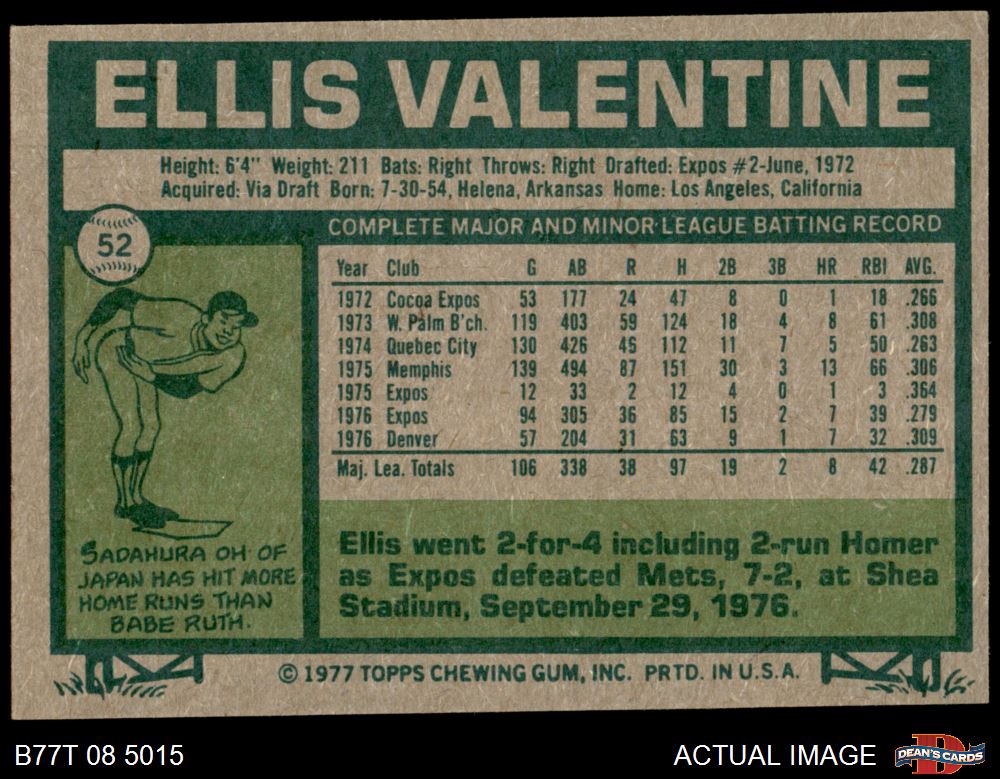 ELLIS VALENTINE
Height: 6'4" Weight: 211 Bats: Right Throws: Right Drafted: Expos #2-June, 1972
Acquired: Via Draft Born: 7-30-54, Helena, Arkansas Home: Los Angeles, California
52
COMPLETE MAJOR AND MINOR LEAGUE BATTING RECORD
Year Club G AB R H 2B 3B HR RBI AVG.
1972 Cocoa Expos 53 177 24 47 8 0 1 18 .266
1973 W. Palm B'ch. 119 403 59 124 18 4 8 61 .308
1974 Quebec City 130 426 46 112 11 7 5 50 .263
1975 Memphis 139 494 87 151 30 3 13 66 .306
1975 Expos 12 33 2 12 4 0 1 3 .364
1976 Expos 94 305 36 85 15 2 7 39 .279
1976 Denver 57 204 31 63 9 1 7 32 .309
Maj. Lea. Totals 106 338 38 97 19 2 8 42 .287
SADAHURA OH OF
JAPAN HAS HIT MORE
HOME RUNS THAN
BABE RUTH.
Ellis went 2-for-4 including 2-run Homer
as Expos defeated Mets, 7-2, at Shea
Stadium, September 29, 1976.
© 1977 TOPPS CHEWING GUM, INC. PRTD. IN U.S.A.
B77T 08 5015
ACTUAL IMAGE
D
DEAN'S CARDS